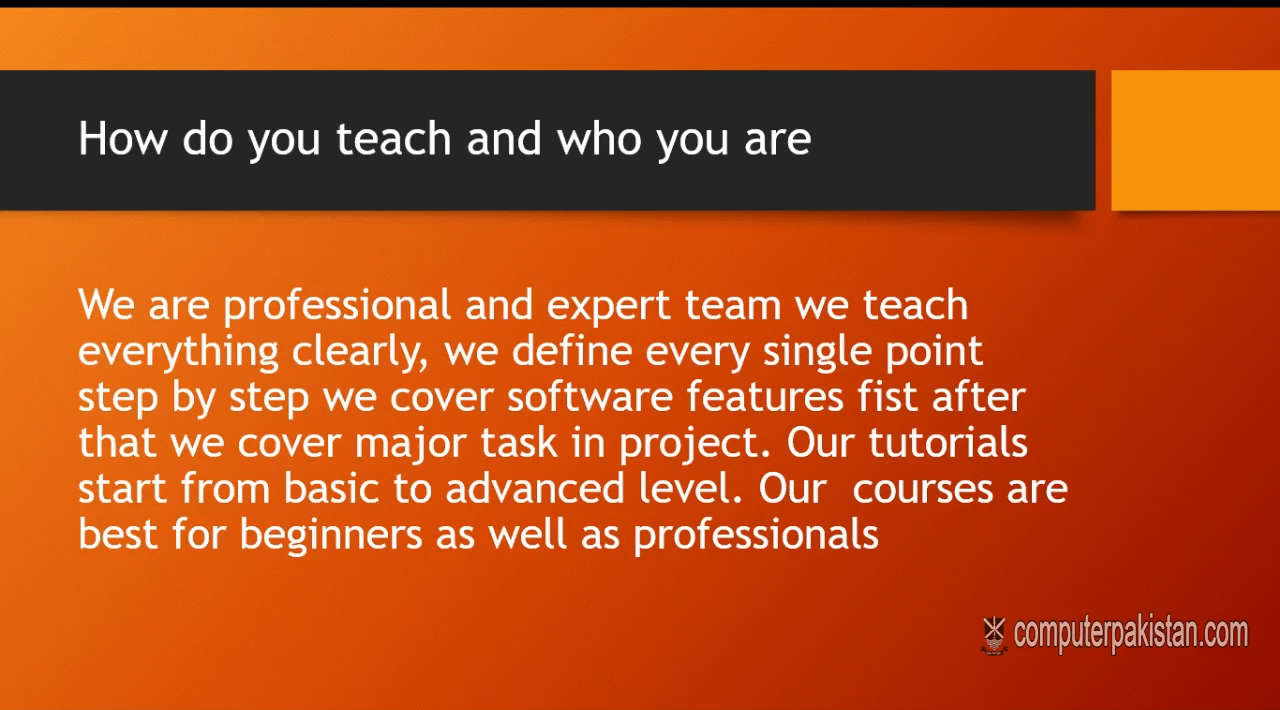 How do you teach and who you are
We are professional and expert team we teach
everything clearly, we define every single point
step by step we cover software features fist after
that we cover major task in project. Our tutorials
start from basic to advanced level. Our  courses are
best for beginners as well as professionals
computerpakistan.com